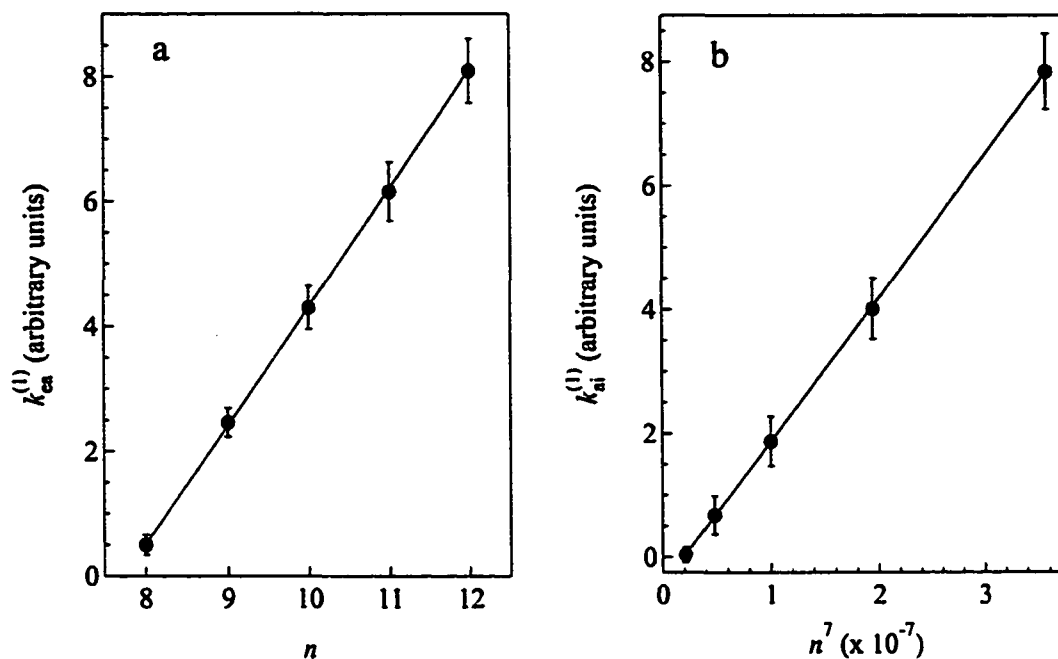 a
8
6
4
2
0
k_ea^(1) (arbitrary units)
8 9 10 11 12
n
b
8
6
4
2
0
k_ai^(1) (arbitrary units)
0 1 2 3
n^7 (x 10^-7)